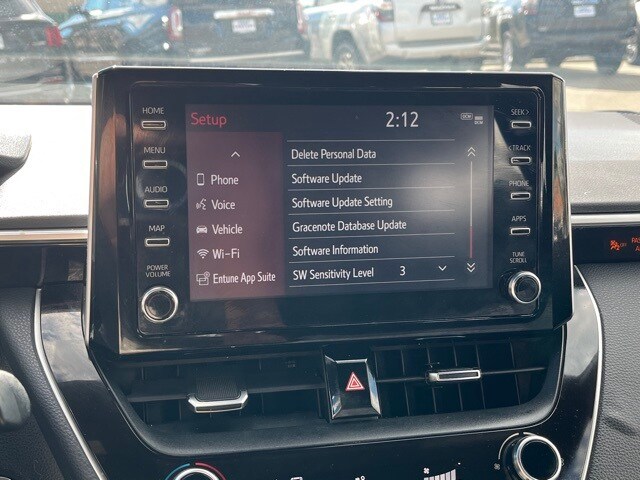 HOME
MENU
AUDIO
MAP
POWER
VOLUME
Setup
2:12
Phone
Voice
Vehicle
Wi-Fi
Entune App Suite
Delete Personal Data
Software Update
Software Update Setting
Gracenote Database Update
Software Information
SW Sensitivity Level 3
SEEK >
< TRACK
PHONE
APPS
TUNE
SCROLL
OFF